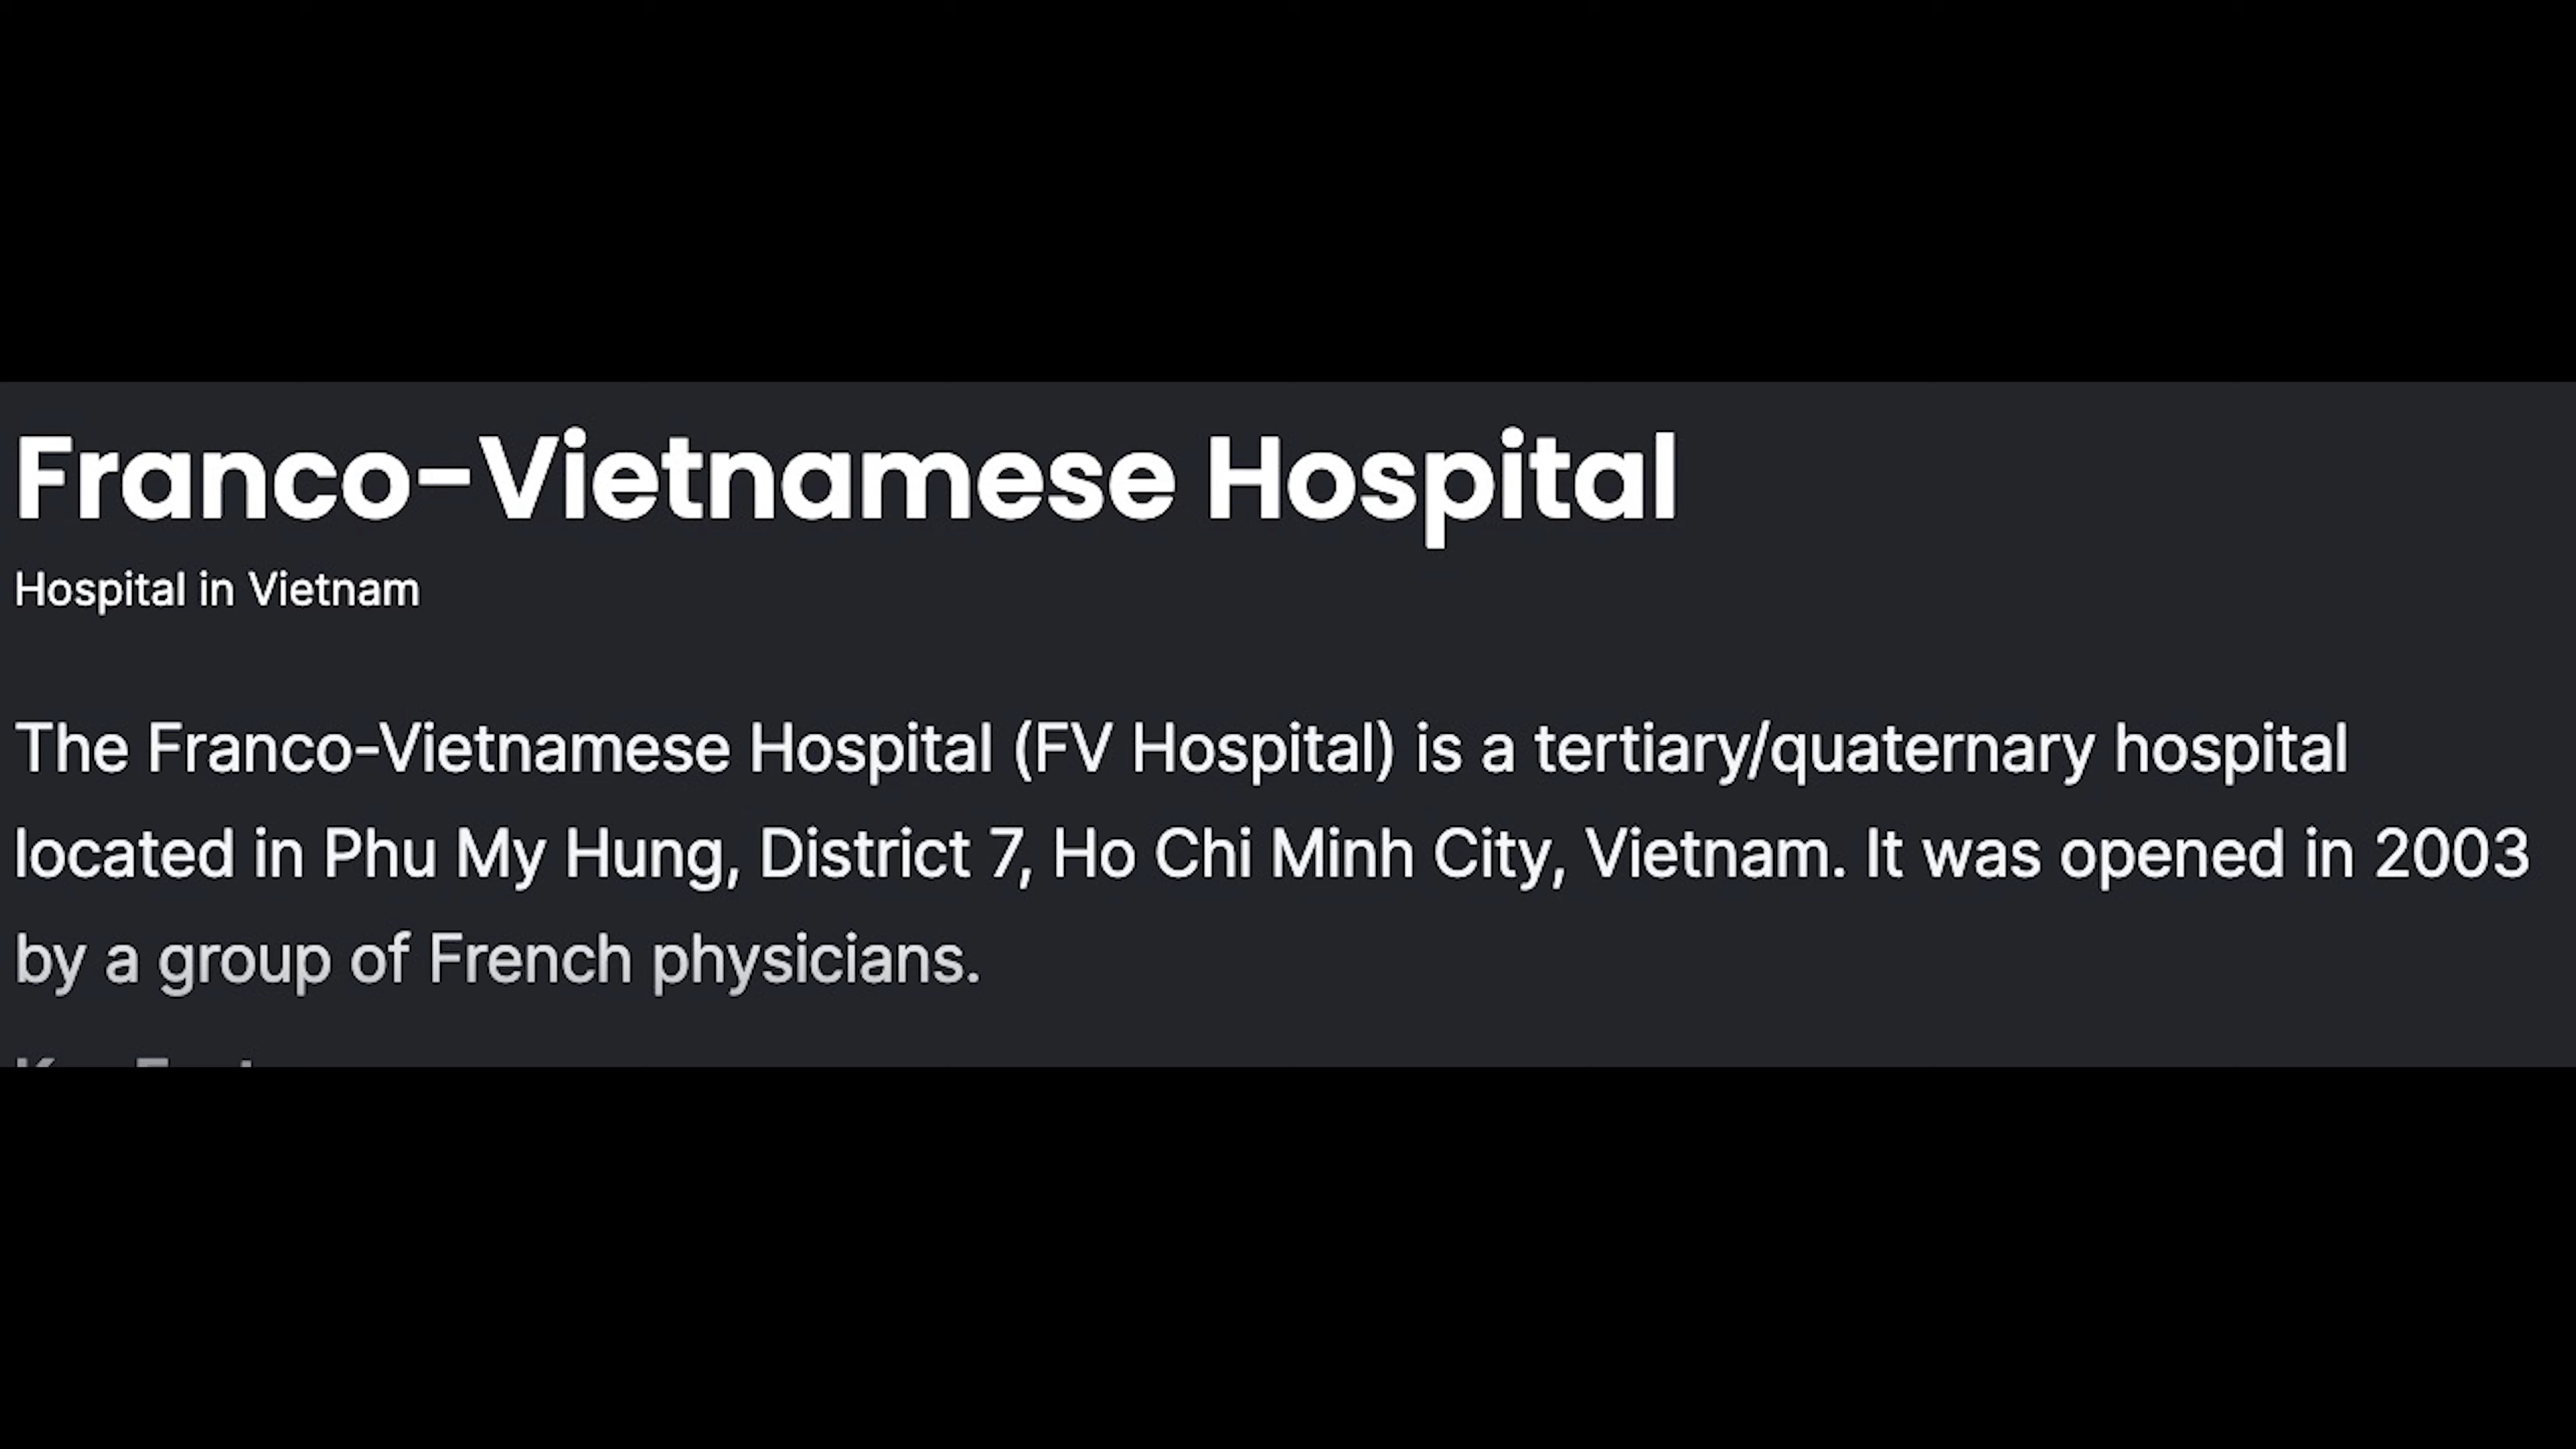 Franco-Vietnamese Hospital
Hospital in Vietnam
The Franco-Vietnamese Hospital (FV Hospital) is a tertiary/quaternary hospital
located in Phu My Hung, District 7, Ho Chi Minh City, Vietnam. It was opened in 2003
by a group of French physicians.